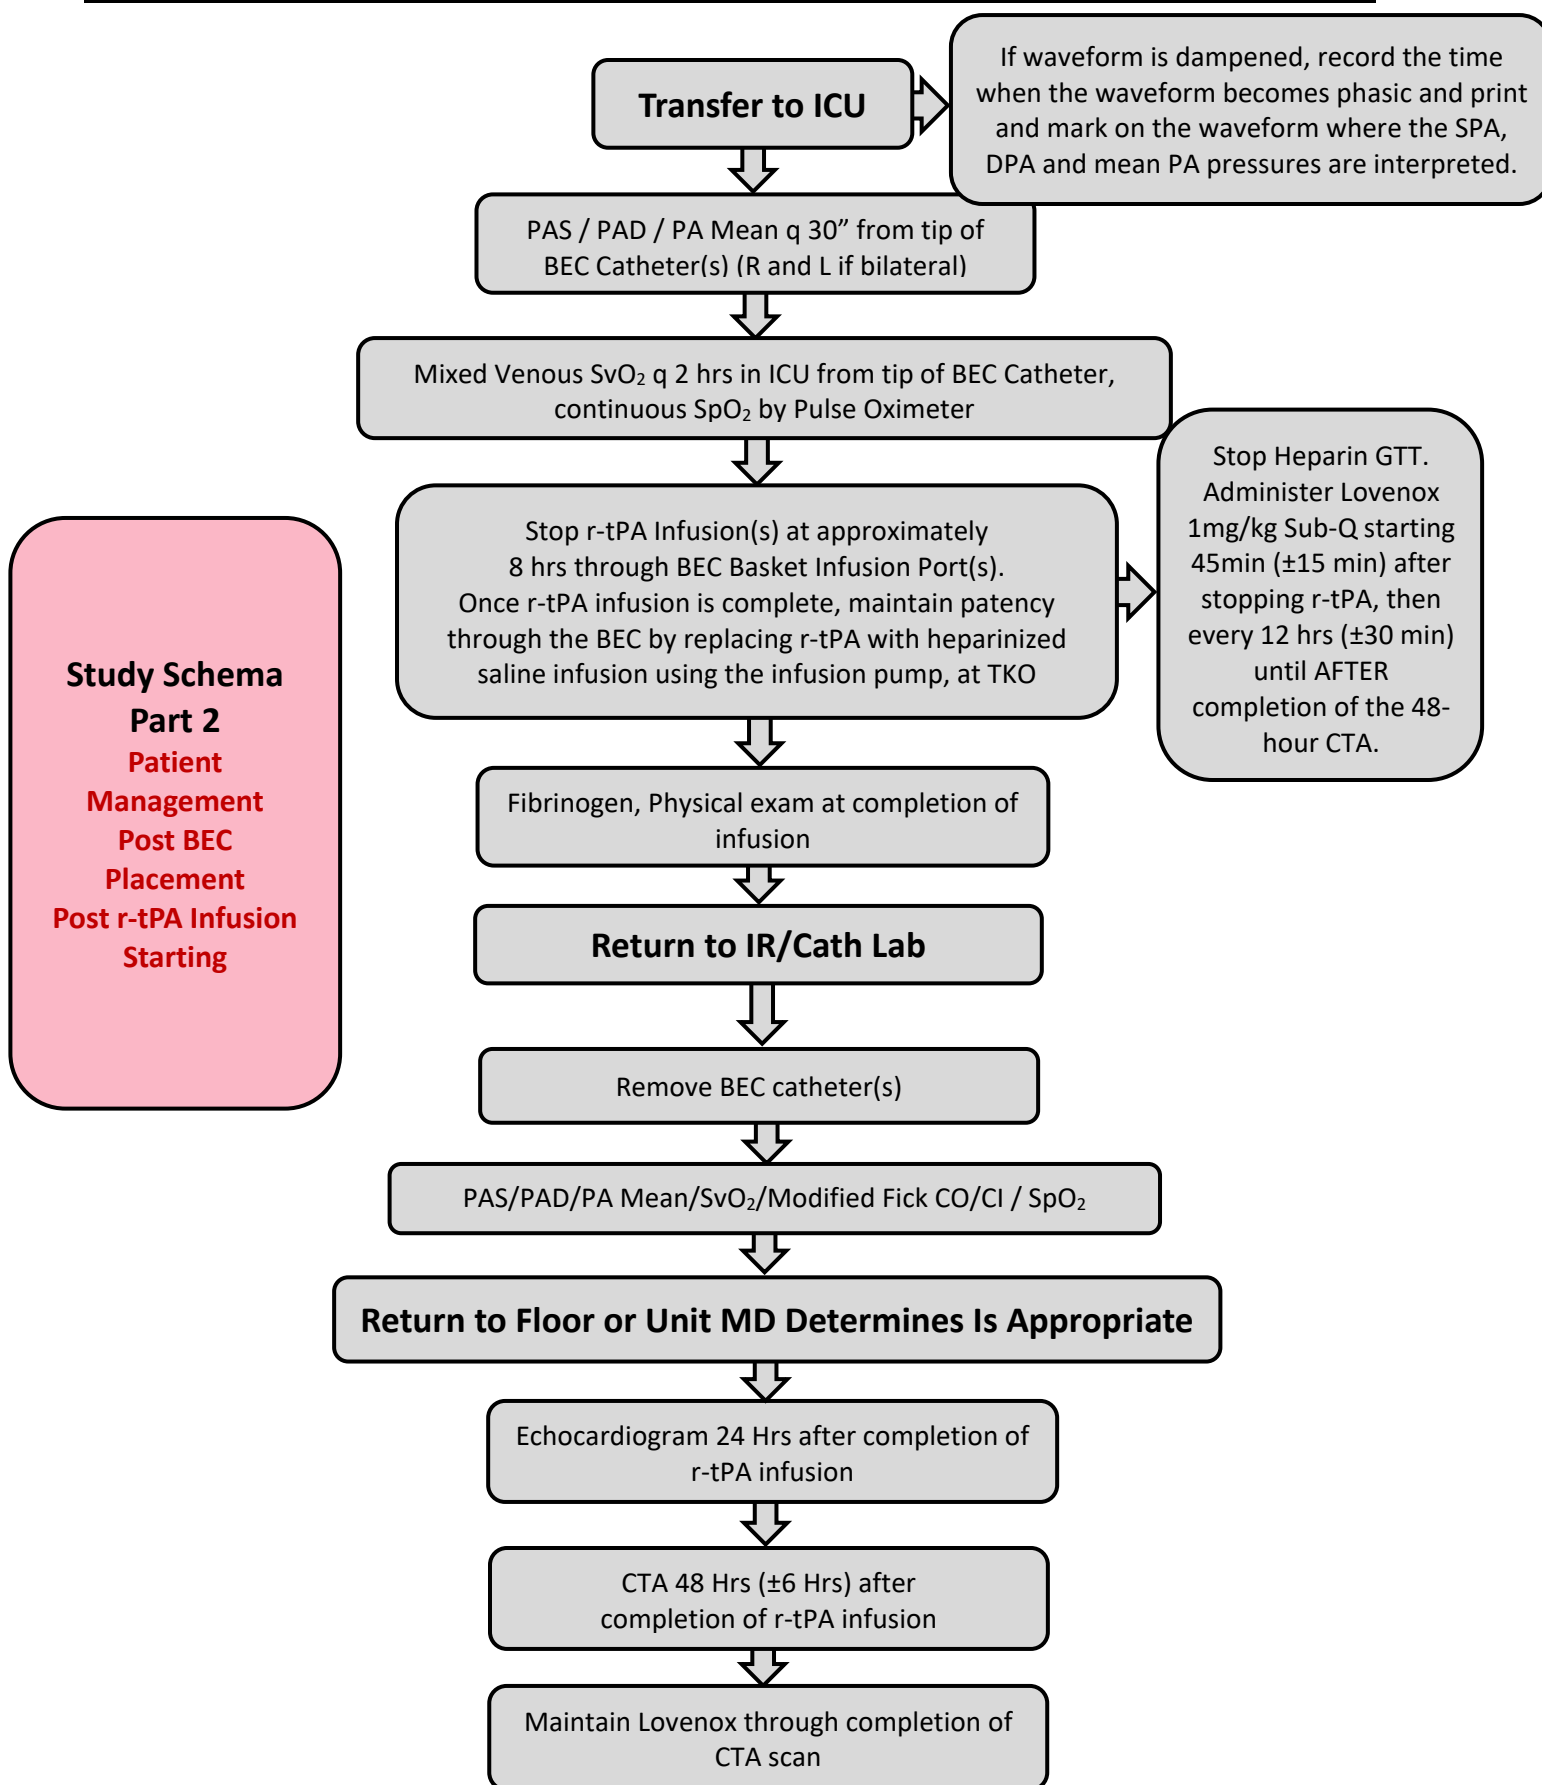 Transfer to ICU
If waveform is dampened, record the time
when the waveform becomes phasic and print
and mark on the waveform where the SPA,
DPA and mean PA pressures are interpreted.
PAS / PAD / PA Mean q 30” from tip of
BEC Catheter(s) (R and L if bilateral)
Mixed Venous SvO₂ q 2 hrs in ICU from tip of BEC Catheter,
continuous SpO₂ by Pulse Oximeter
Stop r-tPA Infusion(s) at approximately
8 hrs through BEC Basket Infusion Port(s).
Once r-tPA infusion is complete, maintain patency
through the BEC by replacing r-tPA with heparinized
saline infusion using the infusion pump, at TKO
Stop Heparin GTT.
Administer Lovenox
1mg/kg Sub-Q starting
45min (±15 min) after
stopping r-tPA, then
every 12 hrs (±30 min)
until AFTER
completion of the 48-
hour CTA.
Study Schema
Part 2
Patient
Management
Post BEC
Placement
Post r-tPA Infusion
Starting
Fibrinogen, Physical exam at completion of
infusion
Return to IR/Cath Lab
Remove BEC catheter(s)
PAS/PAD/PA Mean/SvO₂/Modified Fick CO/CI / SpO₂
Return to Floor or Unit MD Determines Is Appropriate
Echocardiogram 24 Hrs after completion of
r-tPA infusion
CTA 48 Hrs (±6 Hrs) after
completion of r-tPA infusion
Maintain Lovenox through completion of
CTA scan